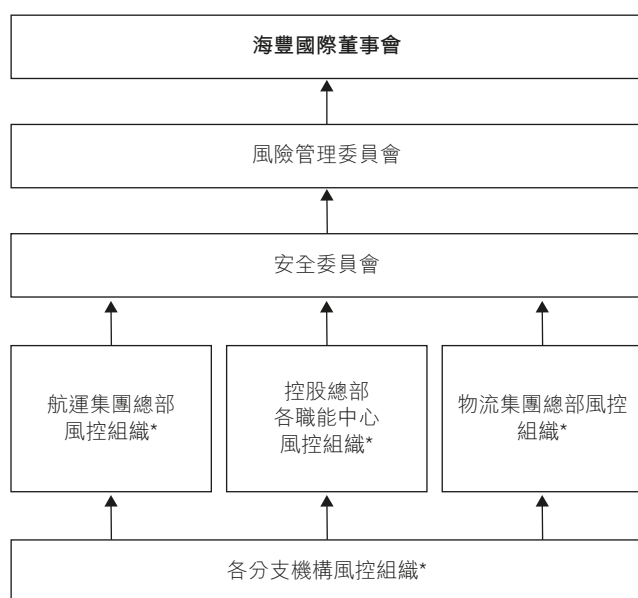 海豐國際董事會
風險管理委員會
安全委員會
航運集團總部
風控組織*
控股總部
各職能中心
風控組織*
物流集團總部風控
組織*
各分支機構風控組織*